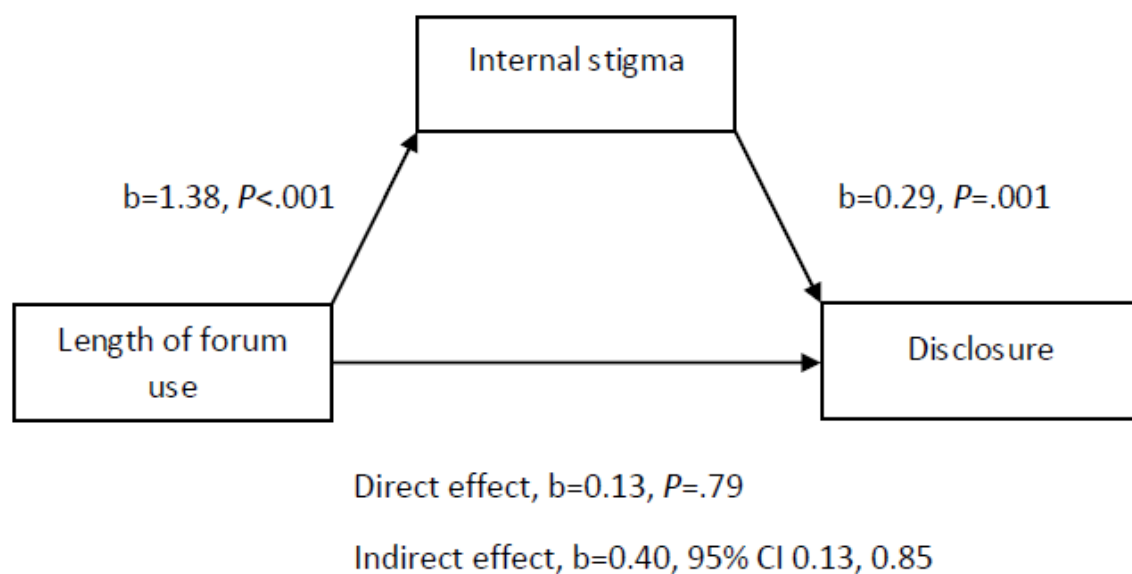 Internal stigma
b=1.38, P<.001
b=0.29, P=.001
Length of forum
use
Disclosure
Direct effect, b=0.13, P=.79
Indirect effect, b=0.40, 95% CI 0.13, 0.85